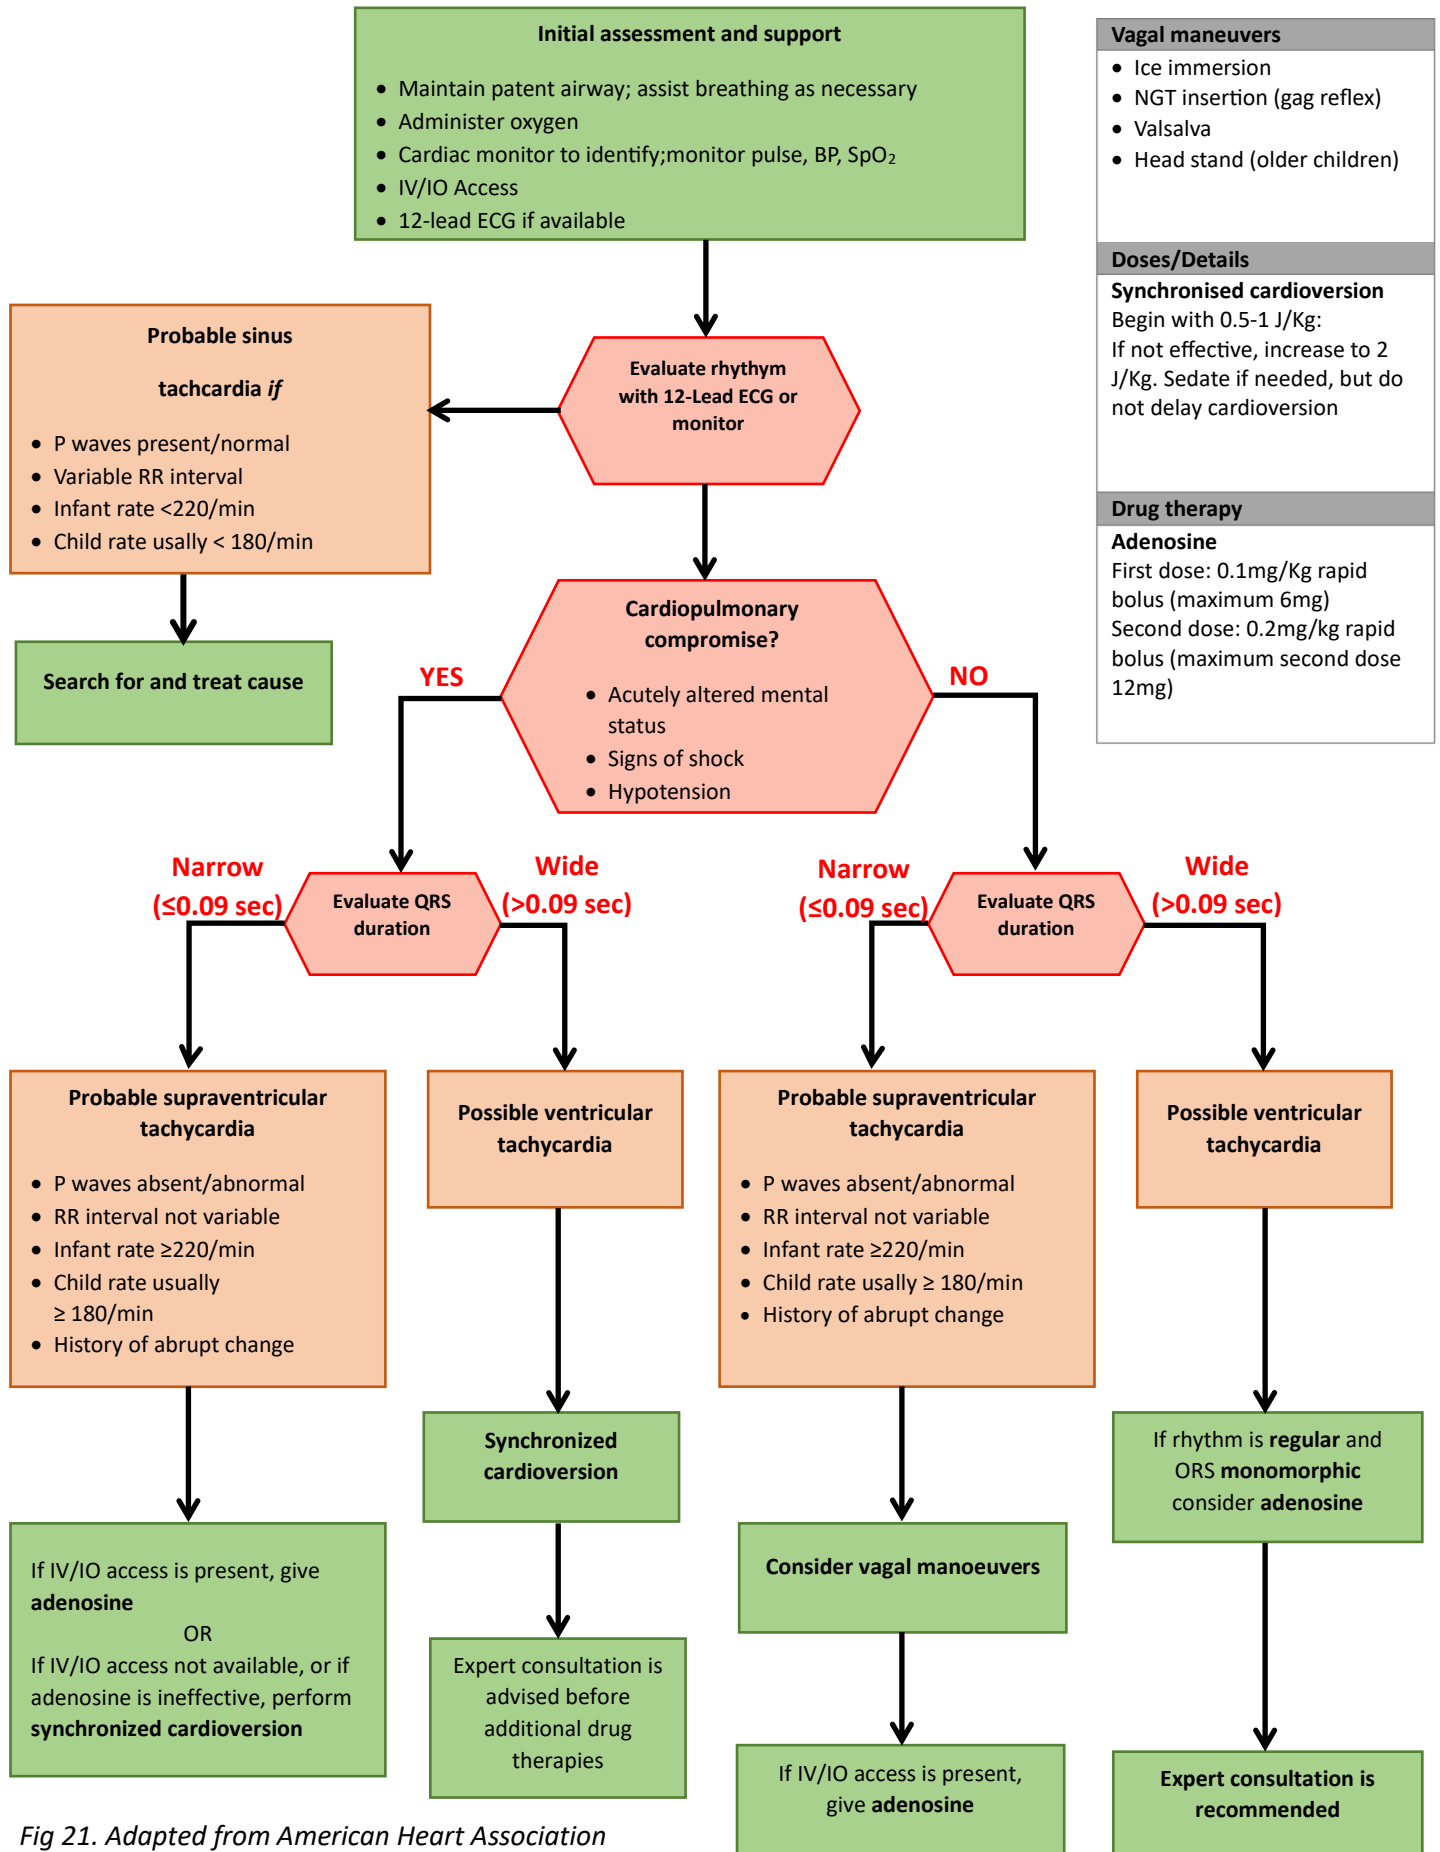 Initial assessment and support
• Maintain patent airway; assist breathing as necessary
• Administer oxygen
• Cardiac monitor to identify;monitor pulse, BP, SpO₂
• IV/IO Access
• 12-lead ECG if available
Vagal maneuvers
• Ice immersion
• NGT insertion (gag reflex)
• Valsalva
• Head stand (older children)
Doses/Details
Synchronised cardioversion
Begin with 0.5-1 J/Kg:
If not effective, increase to 2
J/Kg. Sedate if needed, but do
not delay cardioversion
Drug therapy
Adenosine
First dose: 0.1mg/Kg rapid
bolus (maximum 6mg)
Second dose: 0.2mg/kg rapid
bolus (maximum second dose
12mg)
Probable sinus
tachcardia if
• P waves present/normal
• Variable RR interval
• Infant rate <220/min
• Child rate usally < 180/min
Evaluate rhythym
with 12-Lead ECG or
monitor
Search for and treat cause
Cardiopulmonary
compromise?
• Acutely altered mental
status
• Signs of shock
• Hypotension
YES
NO
Narrow
(≤0.09 sec)
Evaluate QRS
duration
Wide
(>0.09 sec)
Narrow
(≤0.09 sec)
Evaluate QRS
duration
Wide
(>0.09 sec)
Probable supraventricular
tachycardia
• P waves absent/abnormal
• RR interval not variable
• Infant rate ≥220/min
• Child rate usually
≥ 180/min
• History of abrupt change
Possible ventricular
tachycardia
Probable supraventricular
tachycardia
• P waves absent/abnormal
• RR interval not variable
• Infant rate ≥220/min
• Child rate usally ≥ 180/min
• History of abrupt change
Possible ventricular
tachycardia
If IV/IO access is present, give
adenosine
OR
If IV/IO access not available, or if
adenosine is ineffective, perform
synchronized cardioversion
Synchronized
cardioversion
Expert consultation is
advised before
additional drug
therapies
Consider vagal manoeuvers
If IV/IO access is present,
give adenosine
If rhythm is regular and
ORS monomorphic
consider adenosine
Expert consultation is
recommended
Fig 21. Adapted from American Heart Association